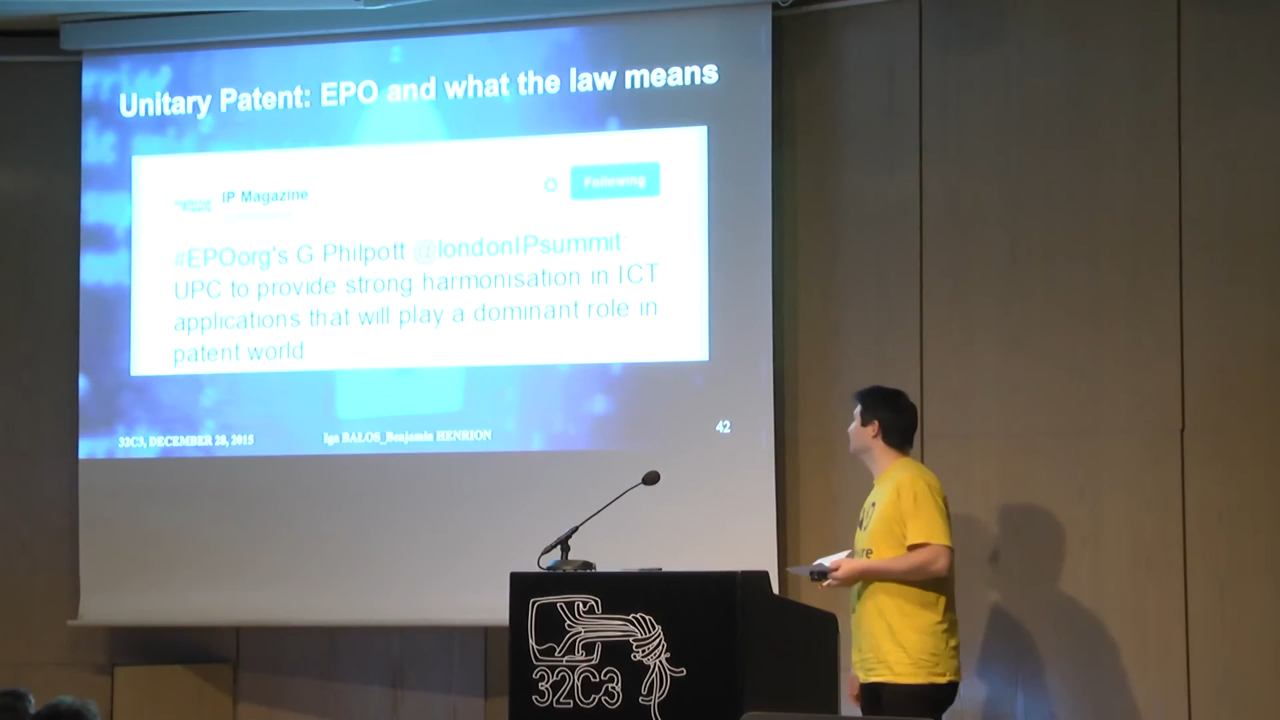 Unitary Patent: EPO and what the law means
IP Magazine
Following
#EPOorg's G Philpott @londonIPsummit:
UPC to provide strong harmonisation in ICT
applications that will play a dominant role in
patent world
32C3, DECEMBER 28, 2015
Iga BAŁOS_Benjamin HENRION
42
32C3